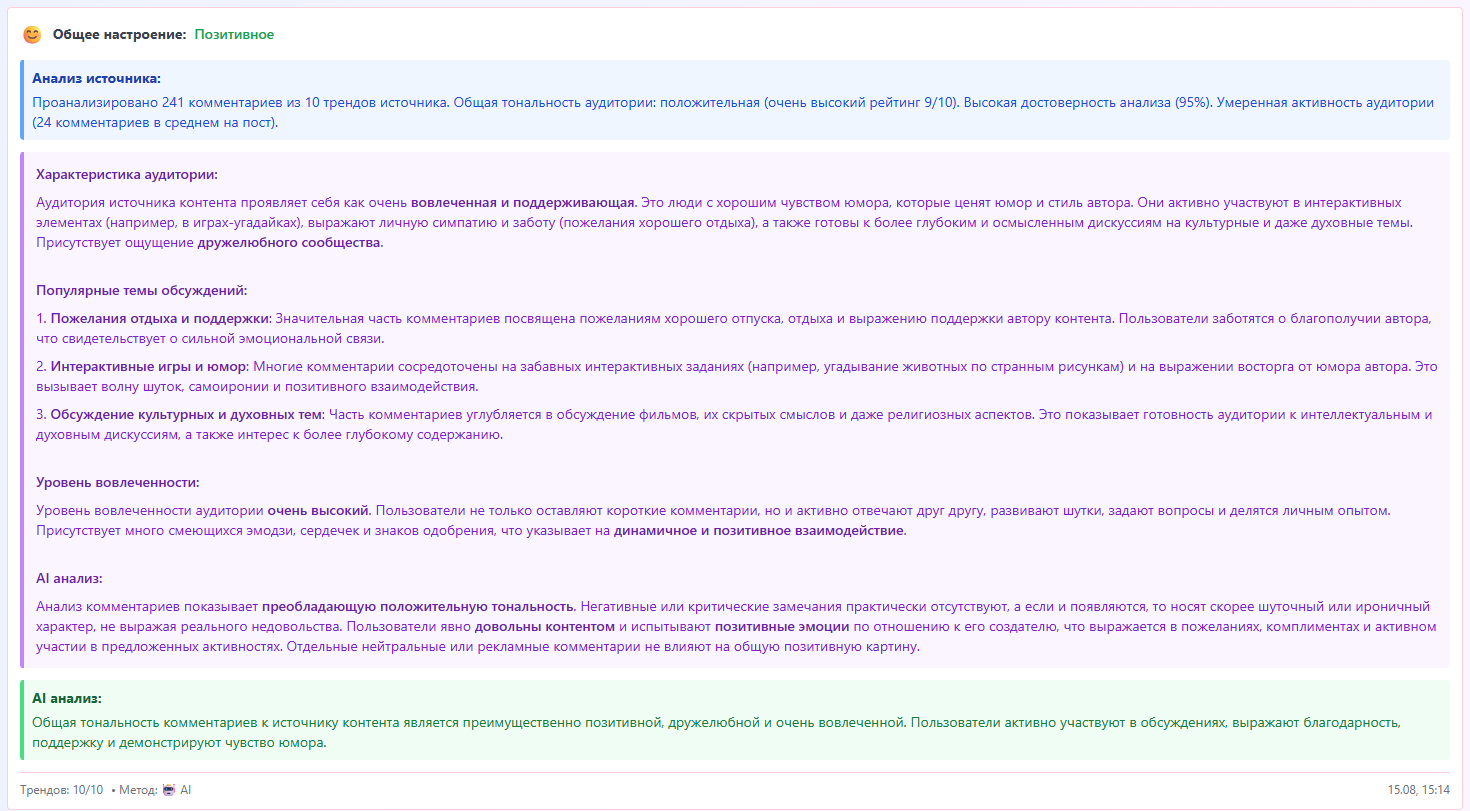 😊 Общее настроение: Позитивное
Анализ источника:
Проанализировано 241 комментариев из 10 трендов источника. Общая тональность аудитории: положительная (очень высокий рейтинг 9/10). Высокая достоверность анализа (95%). Умеренная активность аудитории
(24 комментариев в среднем на пост).
Характеристика аудитории:
Аудитория источника контента проявляет себя как очень вовлеченная и поддерживающая. Это люди с хорошим чувством юмора, которые ценят юмор и стиль автора. Они активно участвуют в интерактивных
элементах (например, в играх-угадайках), выражают личную симпатию и заботу (пожелания хорошего отдыха), а также готовы к более глубоким и осмысленным дискуссиям на культурные и даже духовные темы.
Присутствует ощущение дружелюбного сообщества.
Популярные темы обсуждений:
1. Пожелания отдыха и поддержки: Значительная часть комментариев посвящена пожеланиям хорошего отпуска, отдыха и выражению поддержки автору контента. Пользователи заботятся о благополучии автора,
что свидетельствует о сильной эмоциональной связи.
2. Интерактивные игры и юмор: Многие комментарии сосредоточены на забавных интерактивных заданиях (например, угадывание животных по странным рисункам) и на выражении восторга от юмора автора. Это
вызывает волну шуток, самоиронии и позитивного взаимодействия.
3. Обсуждение культурных и духовных тем: Часть комментариев углубляется в обсуждение фильмов, их скрытых смыслов и даже религиозных аспектов. Это показывает готовность аудитории к интеллектуальным и
духовным дискуссиям, а также интерес к более глубокому содержанию.
Уровень вовлеченности:
Уровень вовлеченности аудитории очень высокий. Пользователи не только оставляют короткие комментарии, но и активно отвечают друг другу, развивают шутки, задают вопросы и делятся личным опытом.
Присутствует много смеющихся эмодзи, сердечек и знаков одобрения, что указывает на динамичное и позитивное взаимодействие.
AI анализ:
Анализ комментариев показывает преобладающую положительную тональность. Негативные или критические замечания практически отсутствуют, а если и появляются, то носят скорее шуточный или ироничный
характер, не выражая реального недовольства. Пользователи явно довольны контентом и испытывают позитивные эмоции по отношению к его создателю, что выражается в пожеланиях, комплиментах и активном
участии в предложенных активностях. Отдельные нейтральные или рекламные комментарии не влияют на общую позитивную картину.
AI анализ:
Общая тональность комментариев к источнику контента является преимущественно позитивной, дружелюбной и очень вовлеченной. Пользователи активно участвуют в обсуждениях, выражают благодарность,
поддержку и демонстрируют чувство юмора.
Трендов: 10/10 • Метод: 🤖 AI 15.08, 15:14